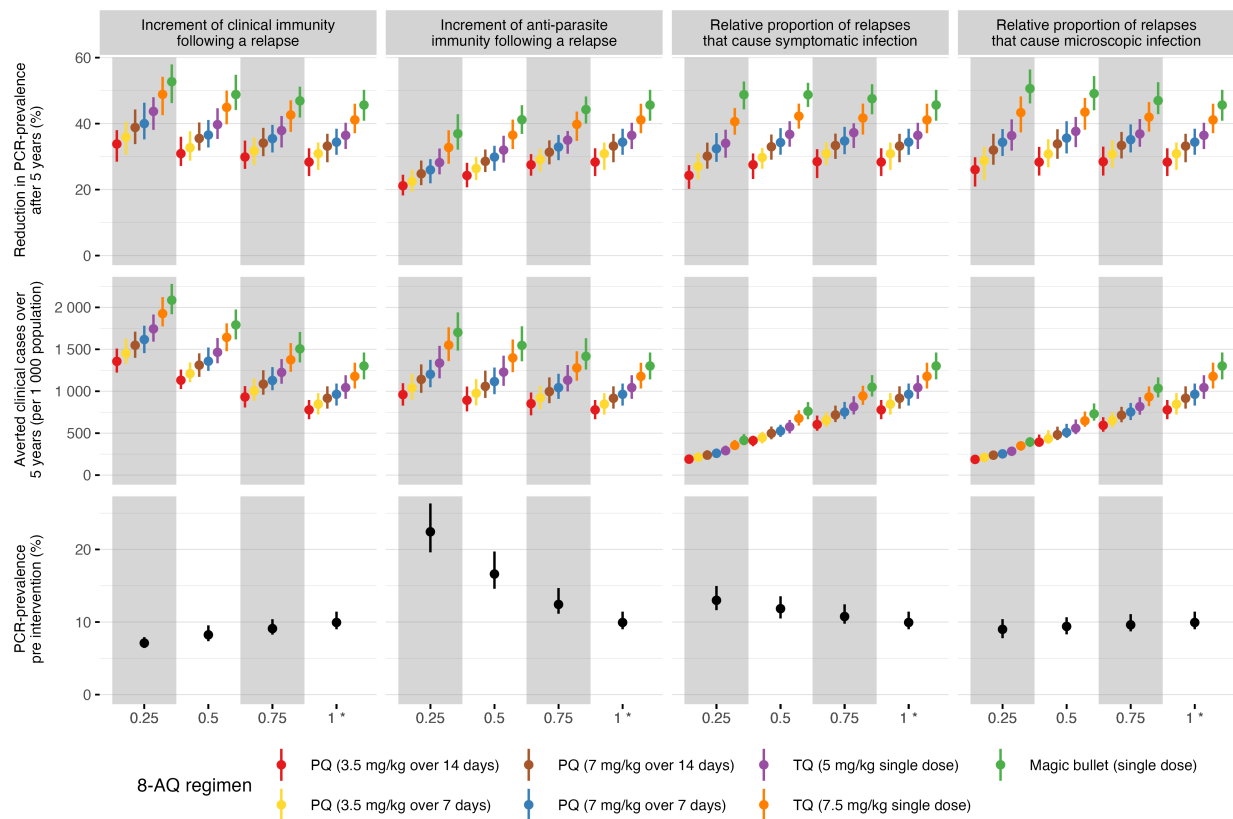 Increment of clinical immunity
following a relapse
Increment of anti-parasite
immunity following a relapse
Relative proportion of relapses
that cause symptomatic infection
Relative proportion of relapses
that cause microscopic infection
Reduction in PCR-prevalence
after 5 years (%)
60
40
20
0
Averted clinical cases over
5 years (per 1 000 population)
2 000
1 500
1 000
500
0
PCR-prevalence
pre intervention (%)
20
10
0
0.25 0.5 0.75 1 *
0.25 0.5 0.75 1 *
0.25 0.5 0.75 1 *
0.25 0.5 0.75 1 *
8-AQ regimen
PQ (3.5 mg/kg over 14 days)
PQ (3.5 mg/kg over 7 days)
PQ (7 mg/kg over 14 days)
PQ (7 mg/kg over 7 days)
TQ (5 mg/kg single dose)
TQ (7.5 mg/kg single dose)
Magic bullet (single dose)